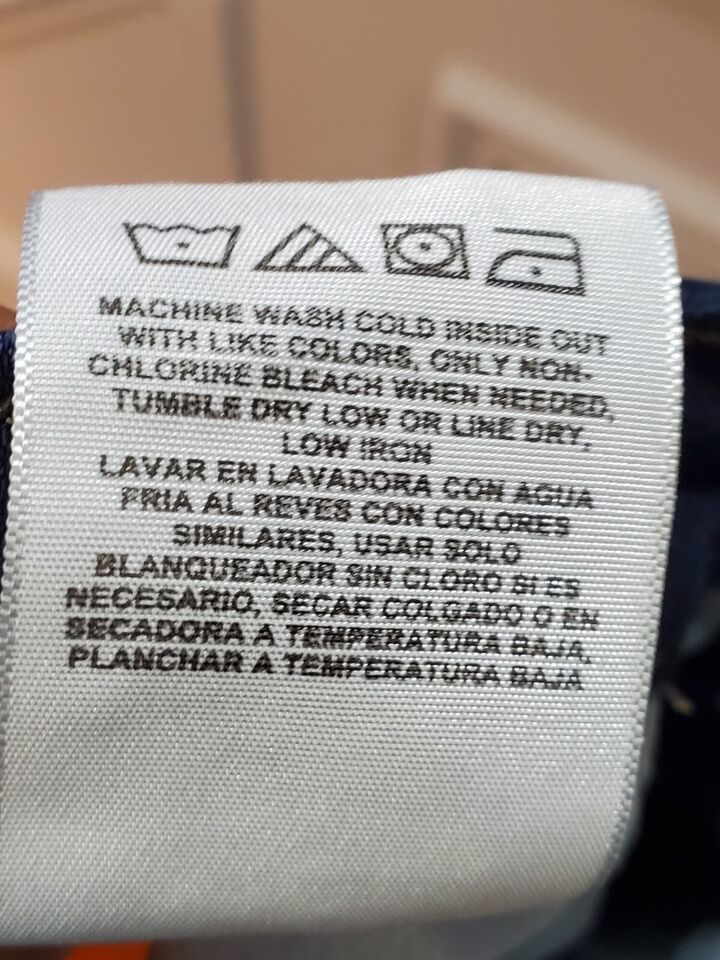 MACHINE WASH COLD INSIDE OUT
WITH LIKE COLORS, ONLY NON-
CHLORINE BLEACH WHEN NEEDED,
TUMBLE DRY LOW OR LINE DRY,
LOW IRON
LAVAR EN LAVADORA CON AGUA
FRIA AL REVES CON COLORES
SIMILARES, USAR SOLO
BLANQUEADOR SIN CLORO SI ES
NECESARIO, SECAR COLGADO O EN
SECADORA A TEMPERATURA BAJA,
PLANCHAR A TEMPERATURA BAJA